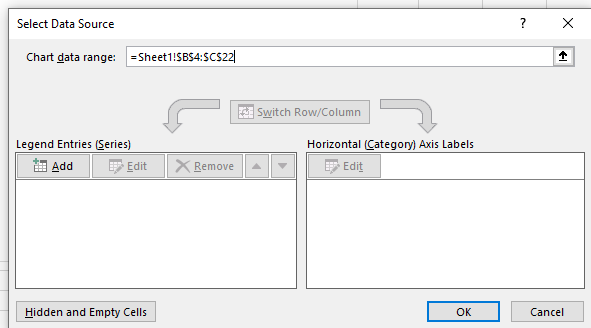 Select Data Source
?
Chart data range: =Sheet1!$B$4:$C$22
Switch Row/Column
Legend Entries (Series)
Add Edit Remove
Horizontal (Category) Axis Labels
Edit
Hidden and Empty Cells
OK Cancel